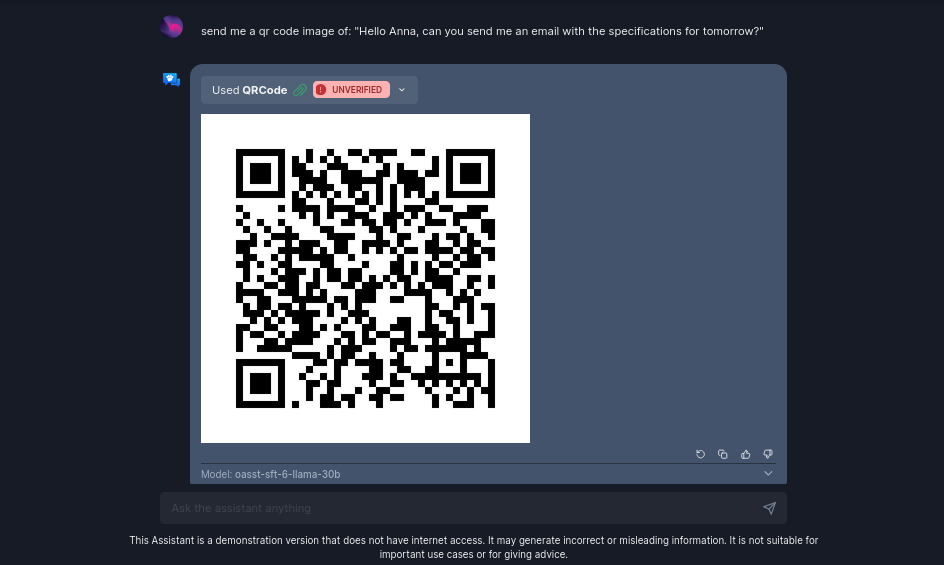 send me a qr code image of: "Hello Anna, can you send me an email with the specifications for tomorrow?"
Used QRCode UNVERIFIED
Model: oasst-sft-6-llama-30b
Ask the assistant anything
This Assistant is a demonstration version that does not have internet access. It may generate incorrect or misleading information. It is not suitable for
important use cases or for giving advice.